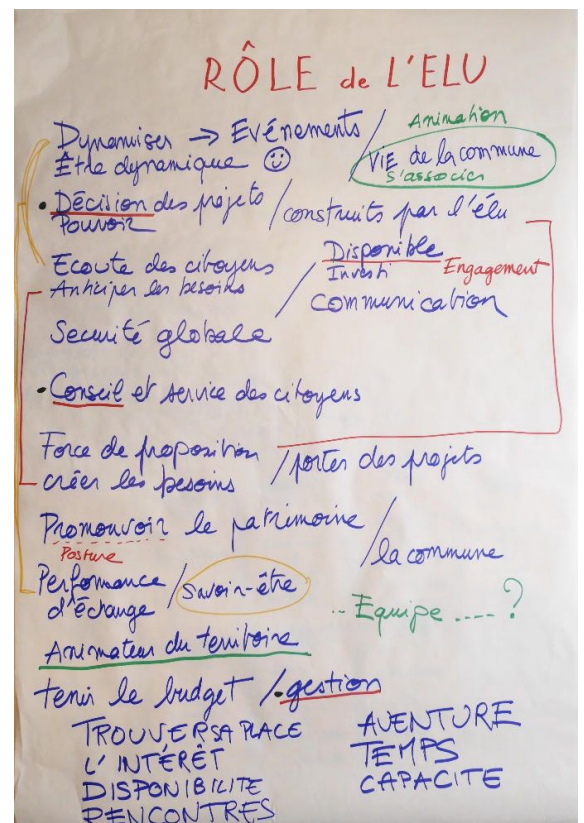 RÔLE de L'ELU
Dynamiser → Evénements / Animation
Être dynamique ☺ Vie de la commune
s'associer
• Décision des projets / construits par l'élu
Pouvoir
Ecoute des citoyens / Disponible
Anticiper les besoins Investi Engagement
communication
Securité globale
• Conseil et service des citoyens
Force de proposition / porter des projets
créer les besoins
Promouvoir le patrimoine / la commune
Posture
Performance / Savoir-être
d'échange
.. Equipe ....?
Animateur du territoire
tenir le budget / • gestion
TROUVER SA PLACE
L'INTÉRÊT
DISPONIBILITE
RENCONTRES
AVENTURE
TEMPS
CAPACITE